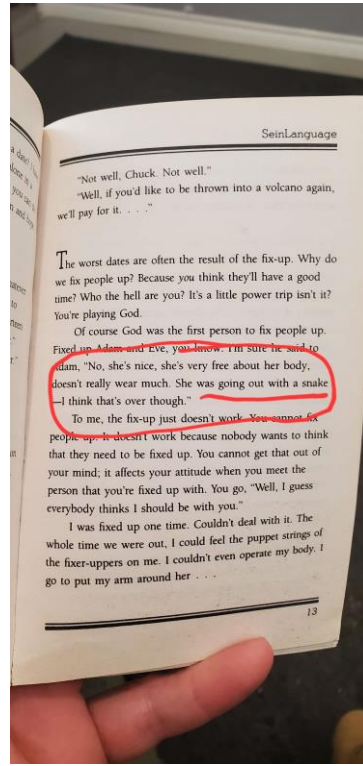 SeinLanguage
"Not well, Chuck. Not well."
"Well, if you'd like to be thrown into a volcano again,
we'll pay for it. . . ."
The worst dates are often the result of the fix-up. Why do
we fix people up? Because you think they'll have a good
time? Who the hell are you? It's a little power trip isn't it?
You're playing God.
Of course God was the first person to fix people up.
Fixed up Adam and Eve, you know. I'm sure he said to
Adam, "No, she's nice, she's very free about her body,
doesn't really wear much. She was going out with a snake
—I think that's over though."
To me, the fix-up just doesn't work. You cannot fix
people up. It doesn't work because nobody wants to think
that they need to be fixed up. You cannot get that out of
your mind; it affects your attitude when you meet the
person that you're fixed up with. You go, "Well, I guess
everybody thinks I should be with you."
I was fixed up one time. Couldn't deal with it. The
whole time we were out, I could feel the puppet strings of
the fixer-uppers on me. I couldn't even operate my body. I
go to put my arm around her . . .
13